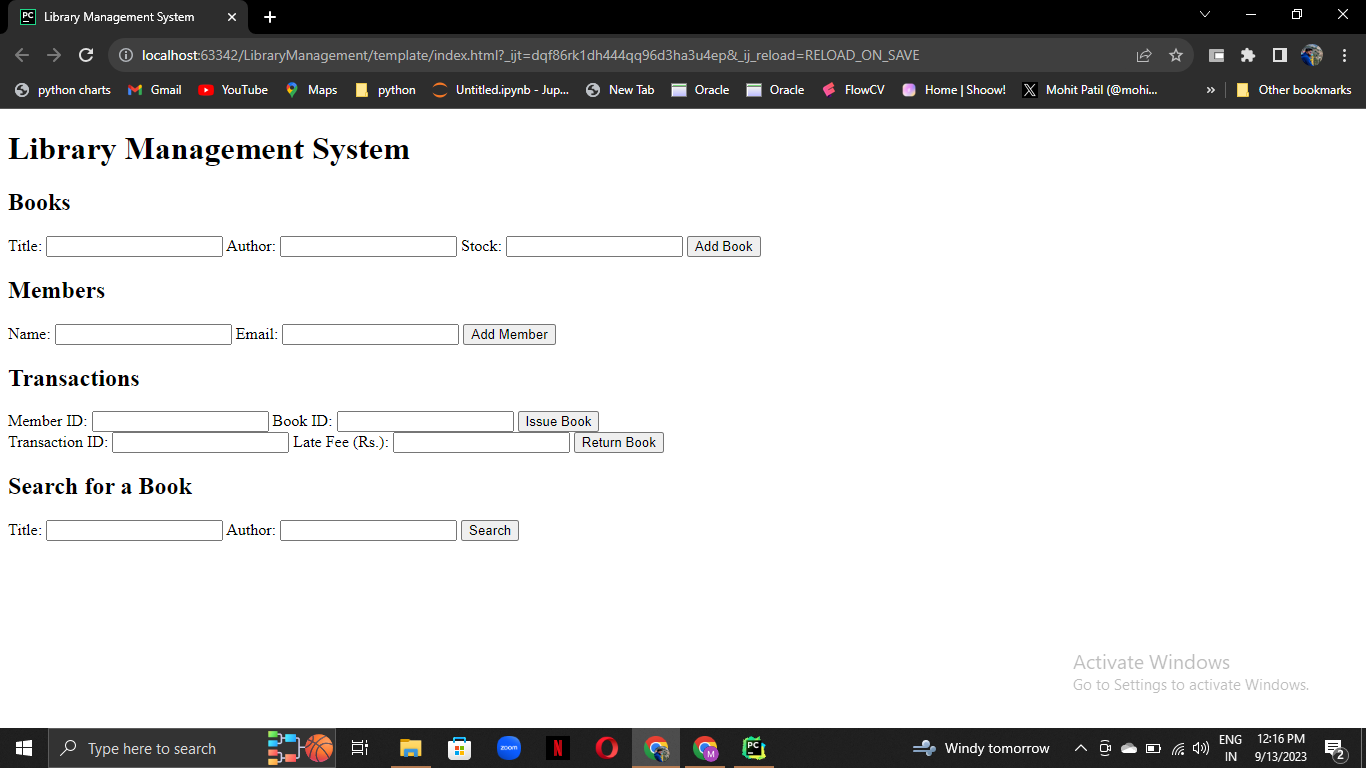 PC Library Management System
localhost:63342/LibraryManagement/template/index.html?_ijt=dqf86rk1dh444qq96d3ha3u4ep&_ij_reload=RELOAD_ON_SAVE
python charts Gmail YouTube Maps python Untitled.ipynb - Jup... New Tab Oracle Oracle FlowCV Home | Shoow! Mohit Patil (@mohi... » Other bookmarks
Library Management System
Books
Title: Author: Stock: Add Book
Members
Name: Email: Add Member
Transactions
Member ID: Book ID: Issue Book
Transaction ID: Late Fee (Rs.): Return Book
Search for a Book
Title: Author: Search
Activate Windows
Go to Settings to activate Windows.
Type here to search zoom N M PC Windy tomorrow ENG 12:16 PM
IN 9/13/2023 2